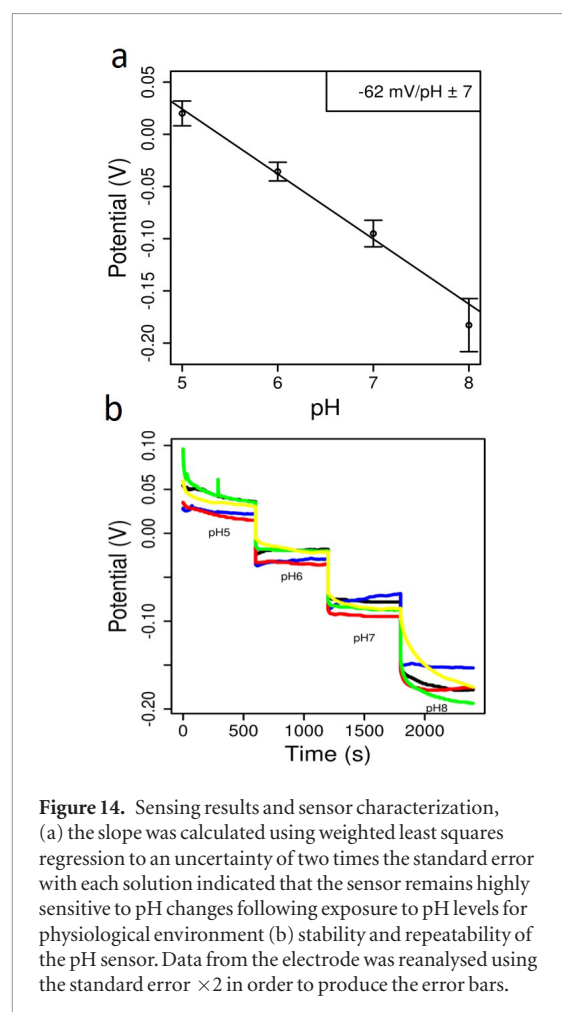 a
-62 mV/pH ± 7
Potential (V)
0.05
0.00
-0.05
-0.10
-0.15
-0.20
5
6
7
8
pH
b
Potential (V)
0.10
0.05
0.00
-0.10
-0.20
pH5
pH6
pH7
pH8
0
500
1000
1500
2000
Time (s)
Figure 14. Sensing results and sensor characterization,
(a) the slope was calculated using weighted least squares
regression to an uncertainty of two times the standard error
with each solution indicated that the sensor remains highly
sensitive to pH changes following exposure to pH levels for
physiological environment (b) stability and repeatability of
the pH sensor. Data from the electrode was reanalysed using
the standard error ×2 in order to produce the error bars.